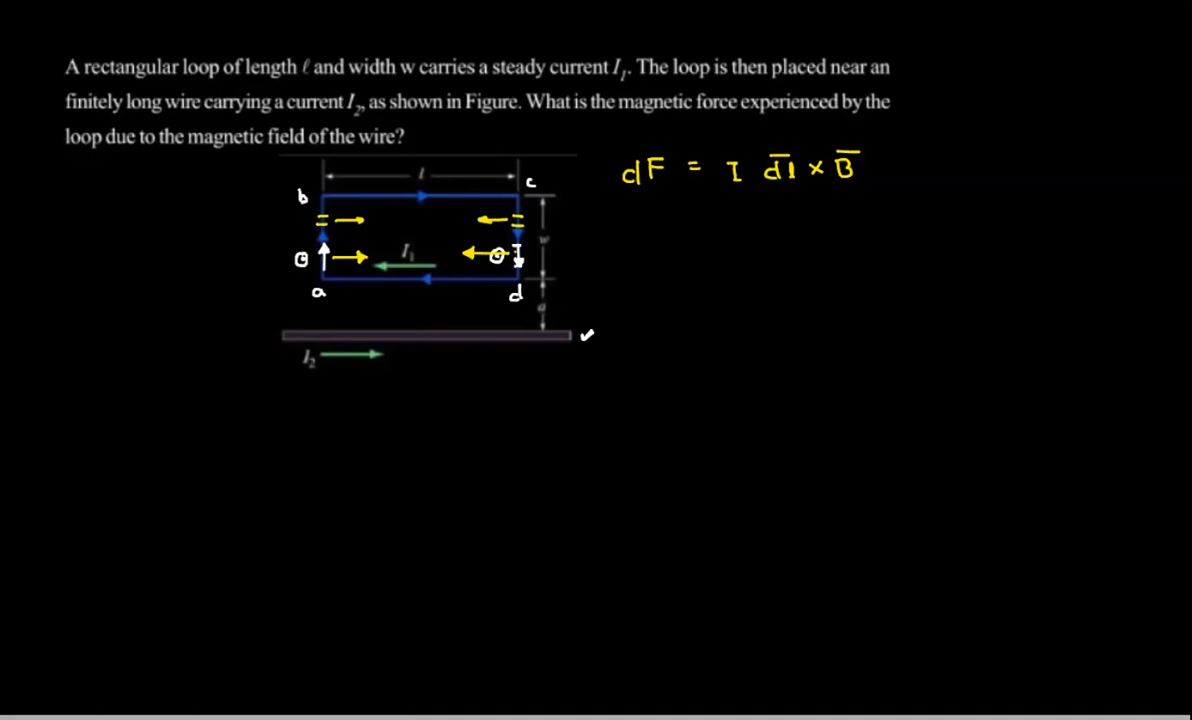 A rectangular loop of length ℓ and width w carries a steady current I₁. The loop is then placed near an
finitely long wire carrying a current I₂, as shown in Figure. What is the magnetic force experienced by the
loop due to the magnetic field of the wire?
dF = I dl × B
l
b
c
w
I₁
a
d
a
I₂